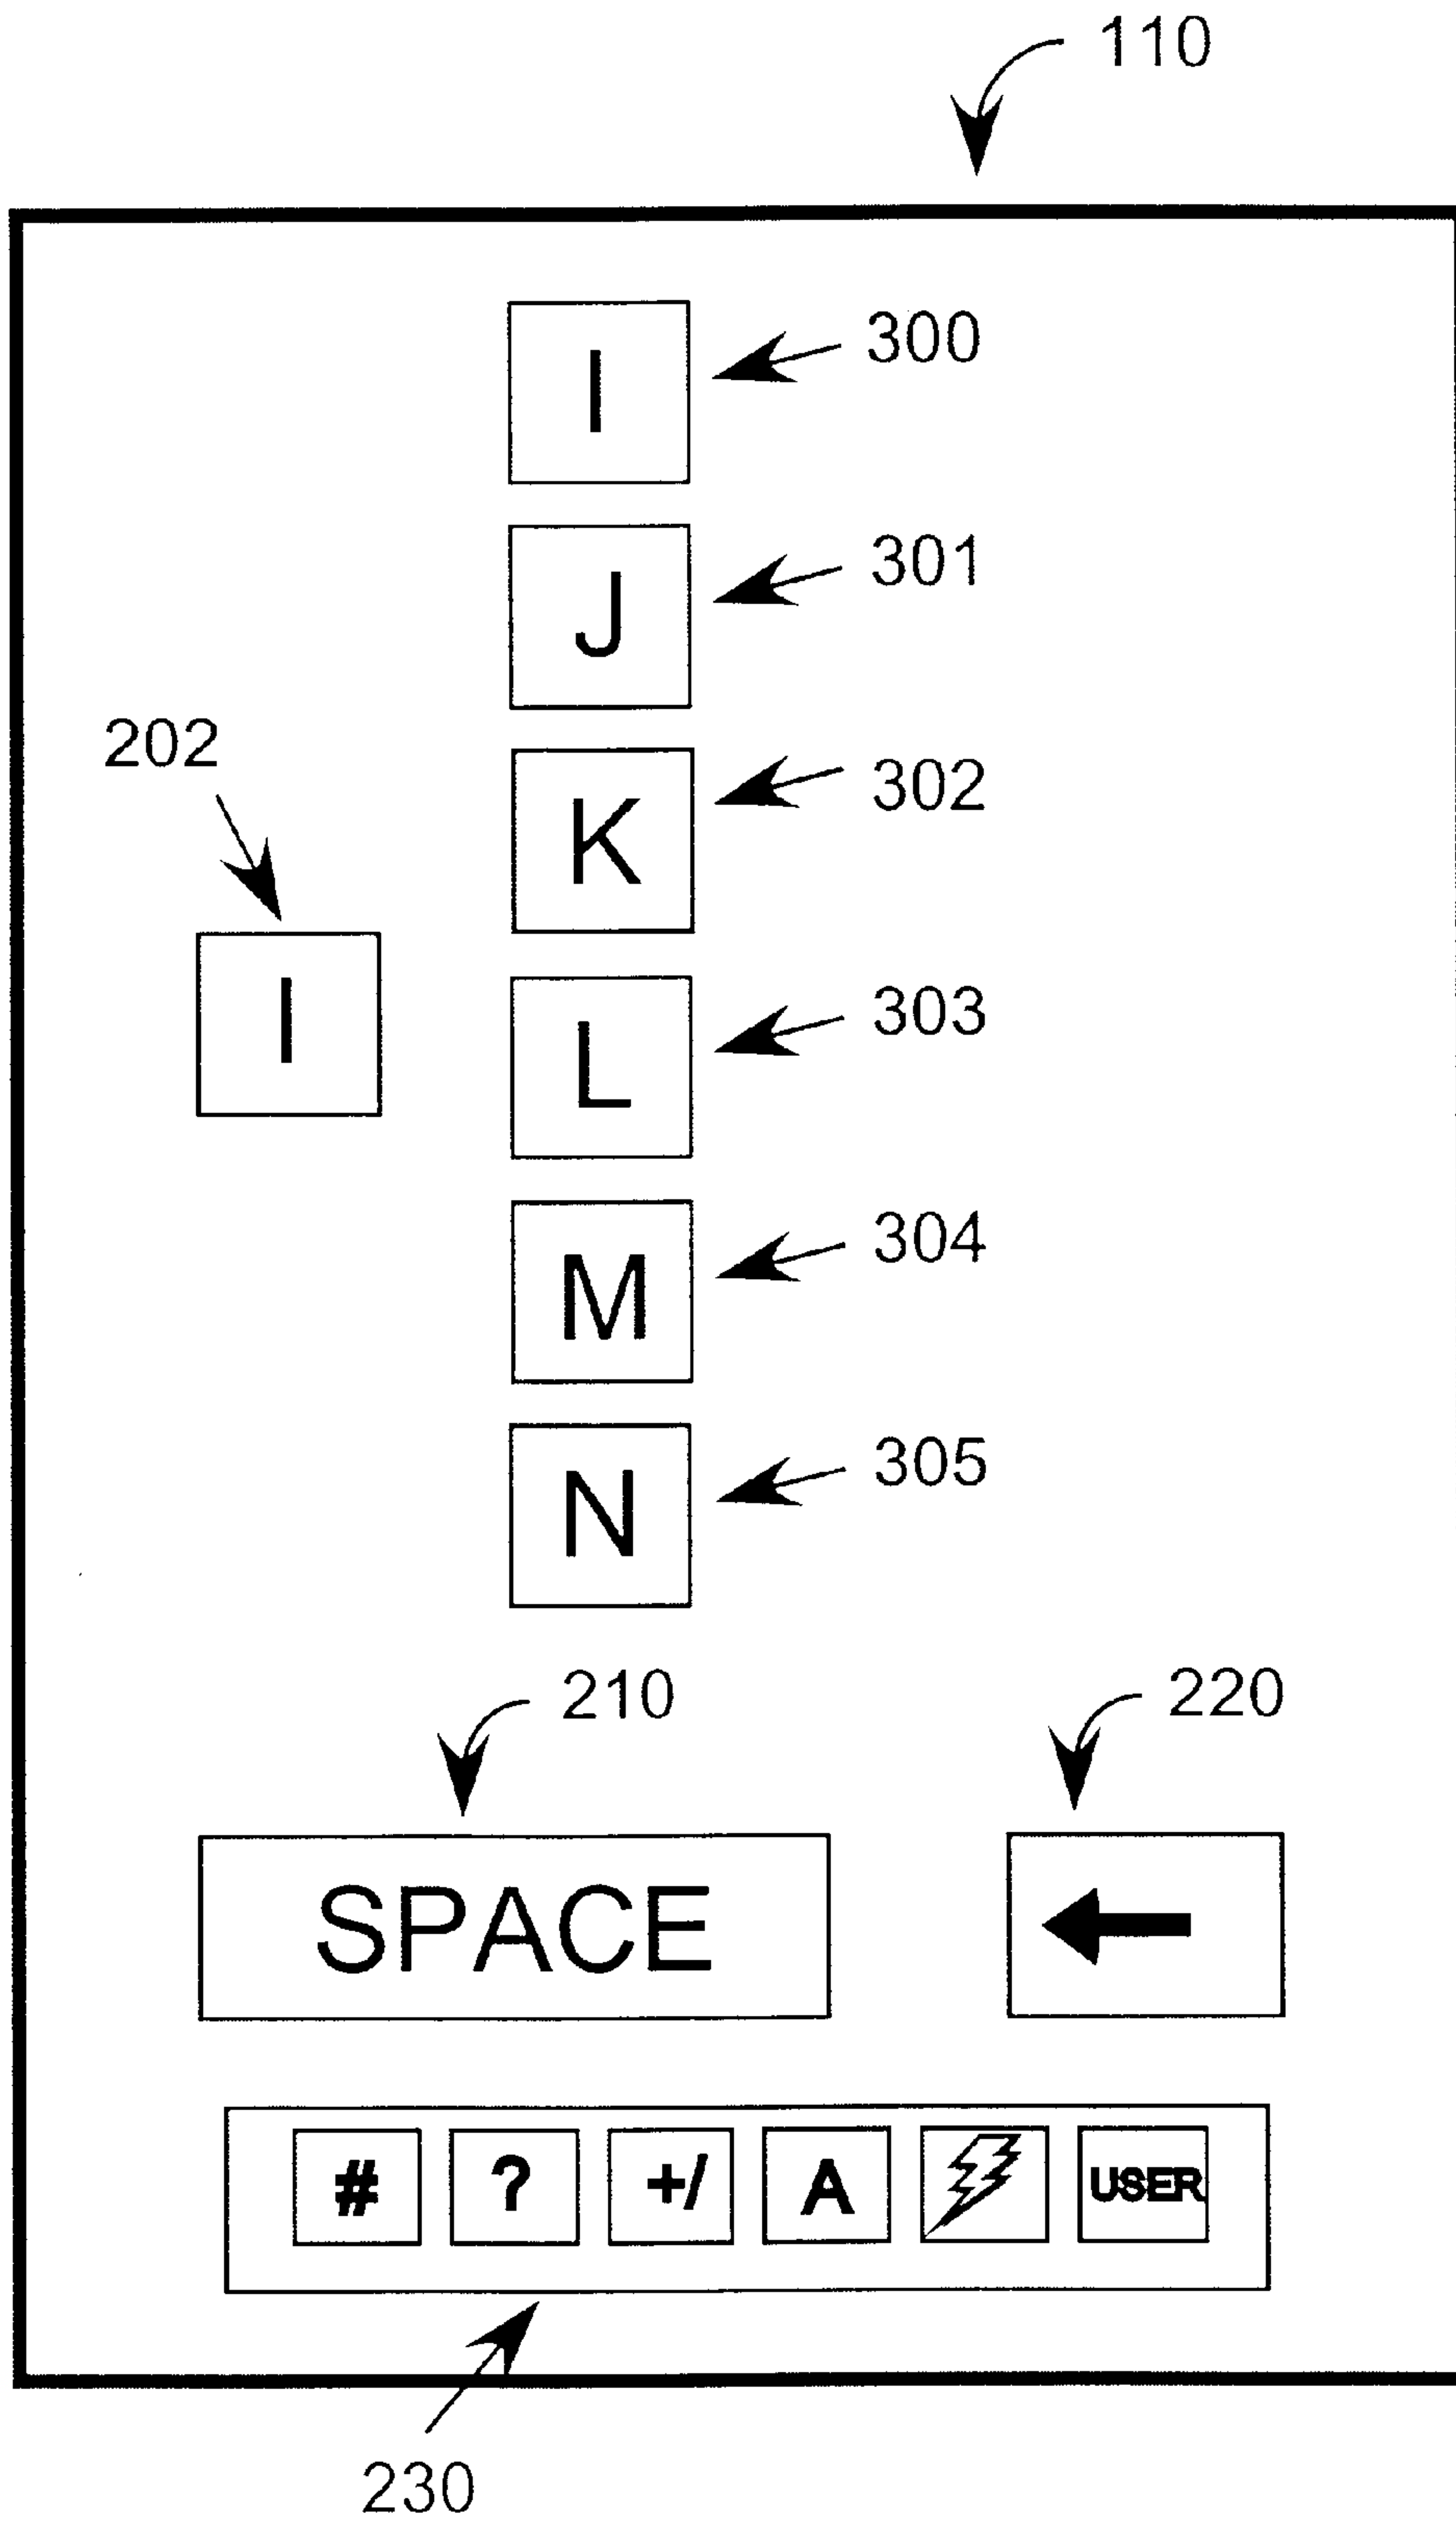 110
I 300
J 301
202
K 302
I
L 303
M 304
N 305
210 220
SPACE
# ? +/ A USER
230